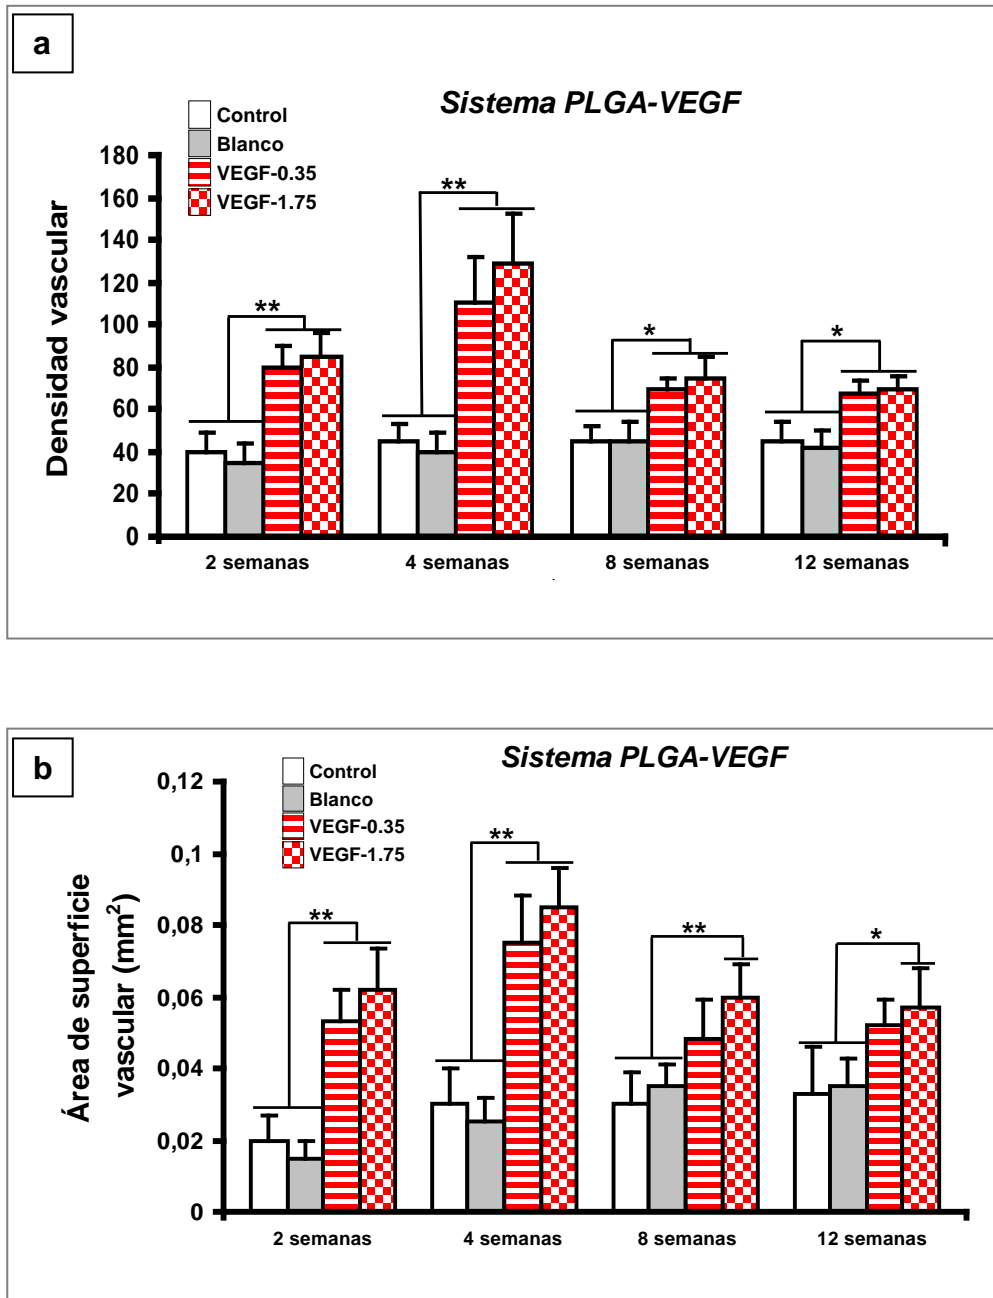 a
Sistema PLGA-VEGF
Control
Blanco
VEGF-0.35
VEGF-1.75
Densidad vascular
180
160
140
120
100
80
60
40
20
0
**
**
*
*
2 semanas
4 semanas
8 semanas
12 semanas
b
Sistema PLGA-VEGF
Control
Blanco
VEGF-0.35
VEGF-1.75
Área de superficie
vascular (mm²)
0,12
0,1
0,08
0,06
0,04
0,02
0
**
**
**
*
2 semanas
4 semanas
8 semanas
12 semanas